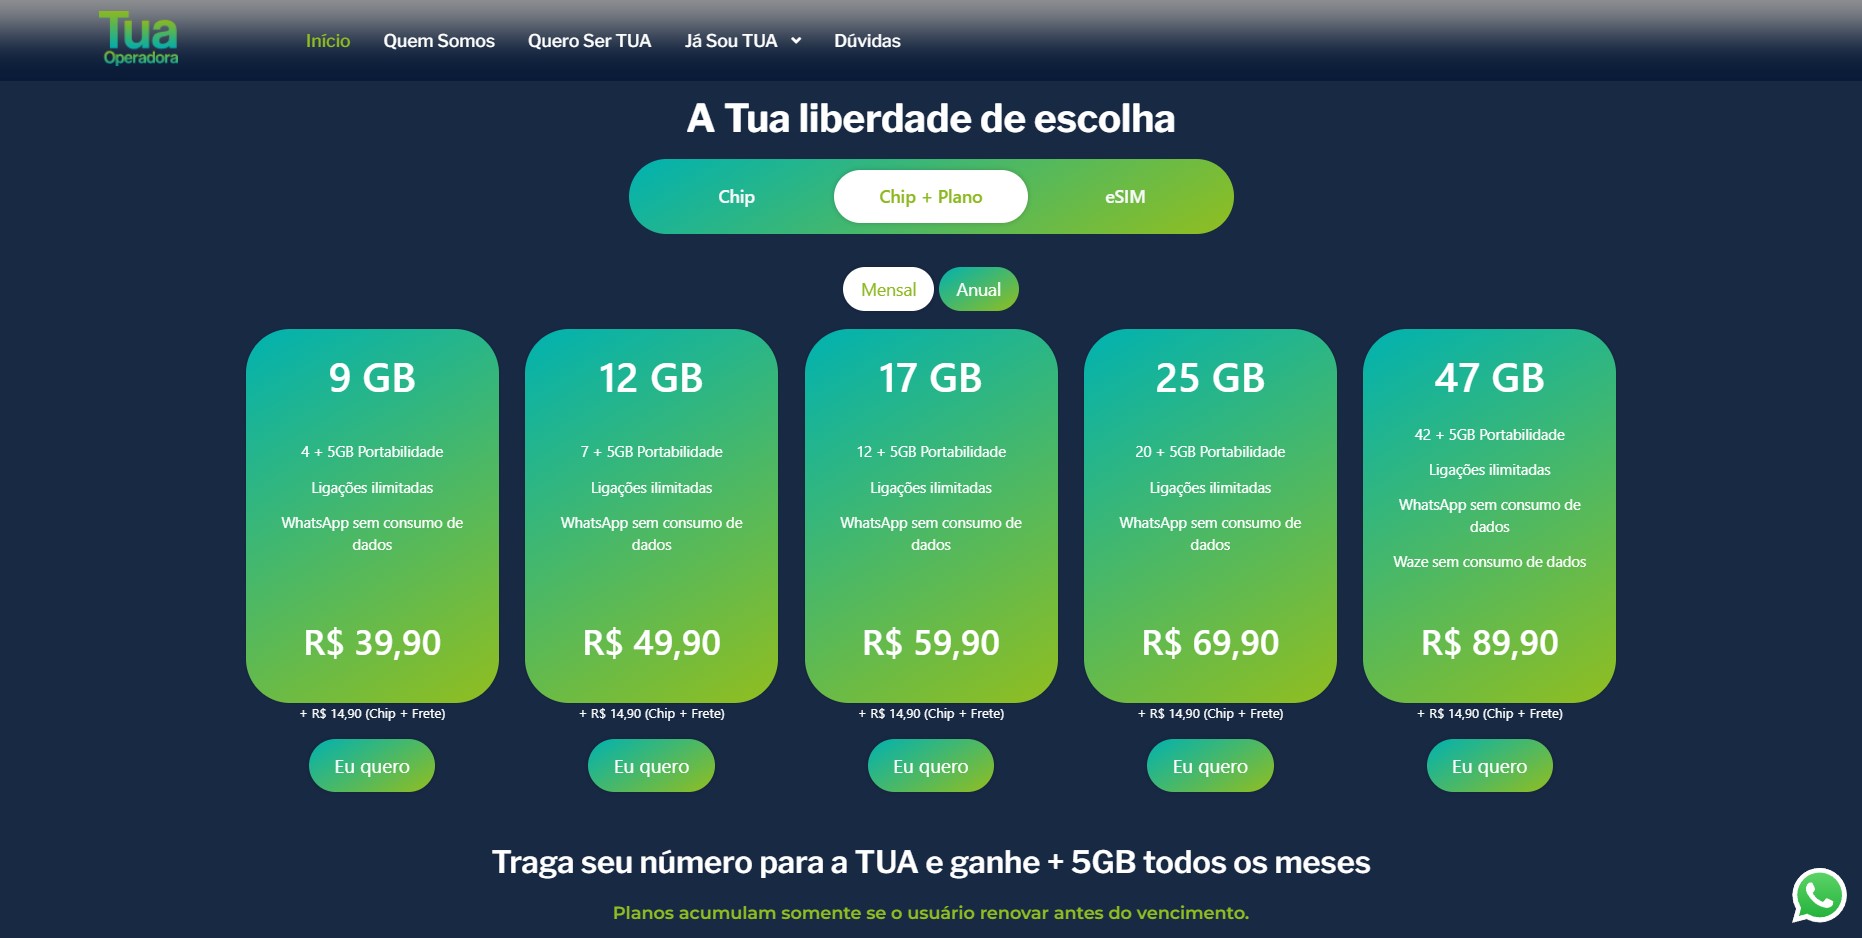 Tua
Operadora
Início
Quem Somos
Quero Ser TUA
Já Sou TUA
Dúvidas
A Tua liberdade de escolha
Chip
Chip + Plano
eSIM
Mensal
Anual
9 GB
4 + 5GB Portabilidade
Ligações ilimitadas
WhatsApp sem consumo de
dados
R$ 39,90
+ R$ 14,90 (Chip + Frete)
Eu quero
12 GB
7 + 5GB Portabilidade
Ligações ilimitadas
WhatsApp sem consumo de
dados
R$ 49,90
+ R$ 14,90 (Chip + Frete)
Eu quero
17 GB
12 + 5GB Portabilidade
Ligações ilimitadas
WhatsApp sem consumo de
dados
R$ 59,90
+ R$ 14,90 (Chip + Frete)
Eu quero
25 GB
20 + 5GB Portabilidade
Ligações ilimitadas
WhatsApp sem consumo de
dados
R$ 69,90
+ R$ 14,90 (Chip + Frete)
Eu quero
47 GB
42 + 5GB Portabilidade
Ligações ilimitadas
WhatsApp sem consumo de
dados
Waze sem consumo de dados
R$ 89,90
+ R$ 14,90 (Chip + Frete)
Eu quero
Traga seu número para a TUA e ganhe + 5GB todos os meses
Planos acumulam somente se o usuário renovar antes do vencimento.